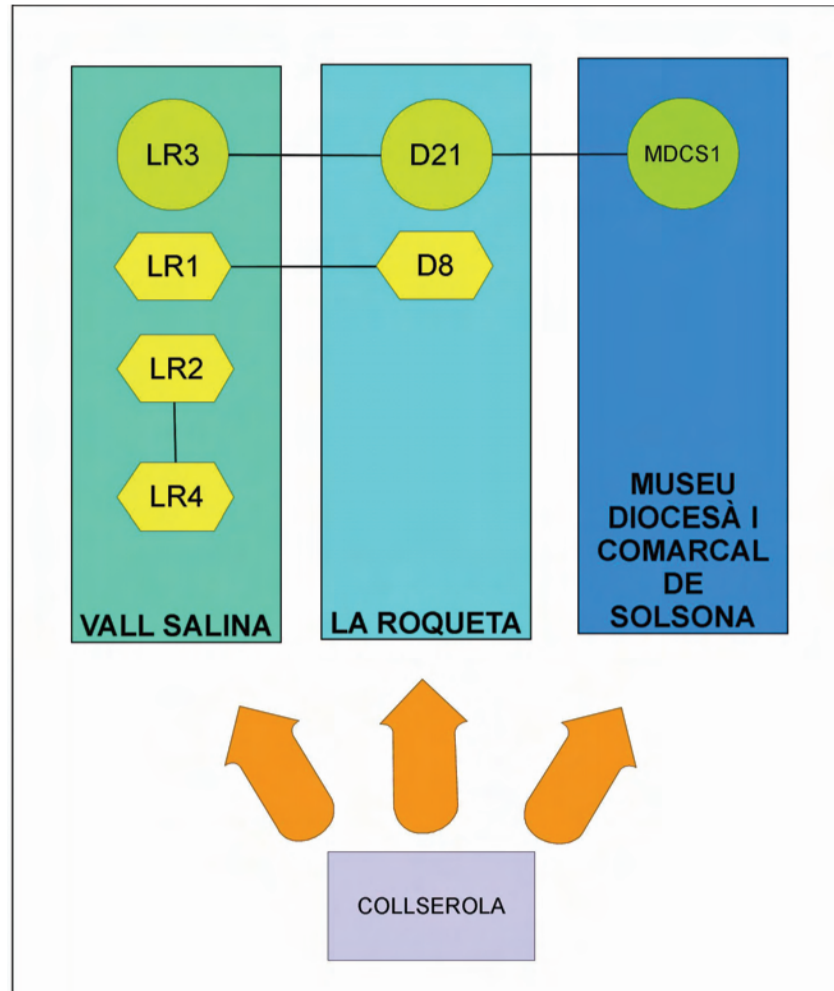 LR3
D21
MDCS1
LR1
D8
LR2
LR4
VALL SALINA
LA ROQUETA
MUSEU
DIOCESÀ I
COMARCAL
DE
SOLSONA
COLLSEROLA